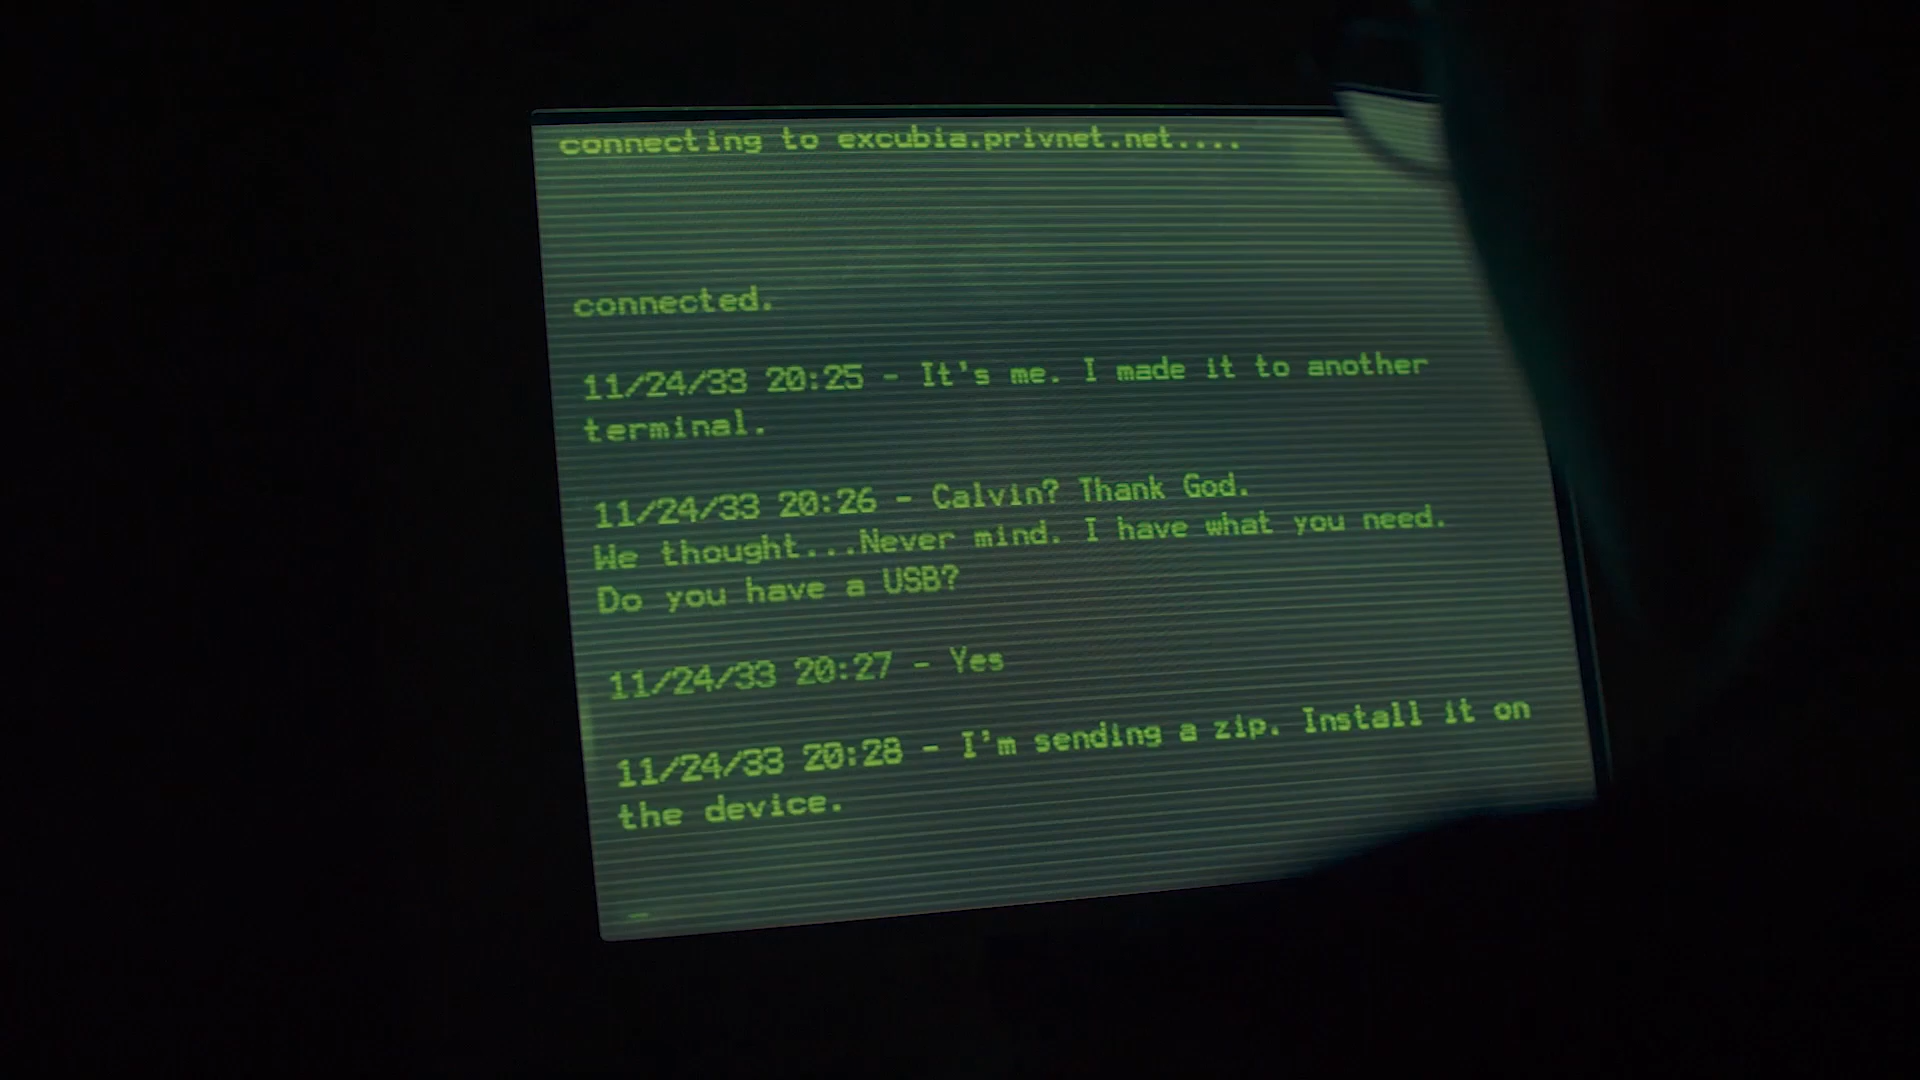 connecting to excubia.privnet.net....
connected.
11/24/33 20:25 - It's me. I made it to another
terminal.
11/24/33 20:26 - Calvin? Thank God.
We thought...Never mind. I have what you need.
Do you have a USB?
11/24/33 20:27 - Yes
11/24/33 20:28 - I'm sending a zip. Install it on
the device.
_